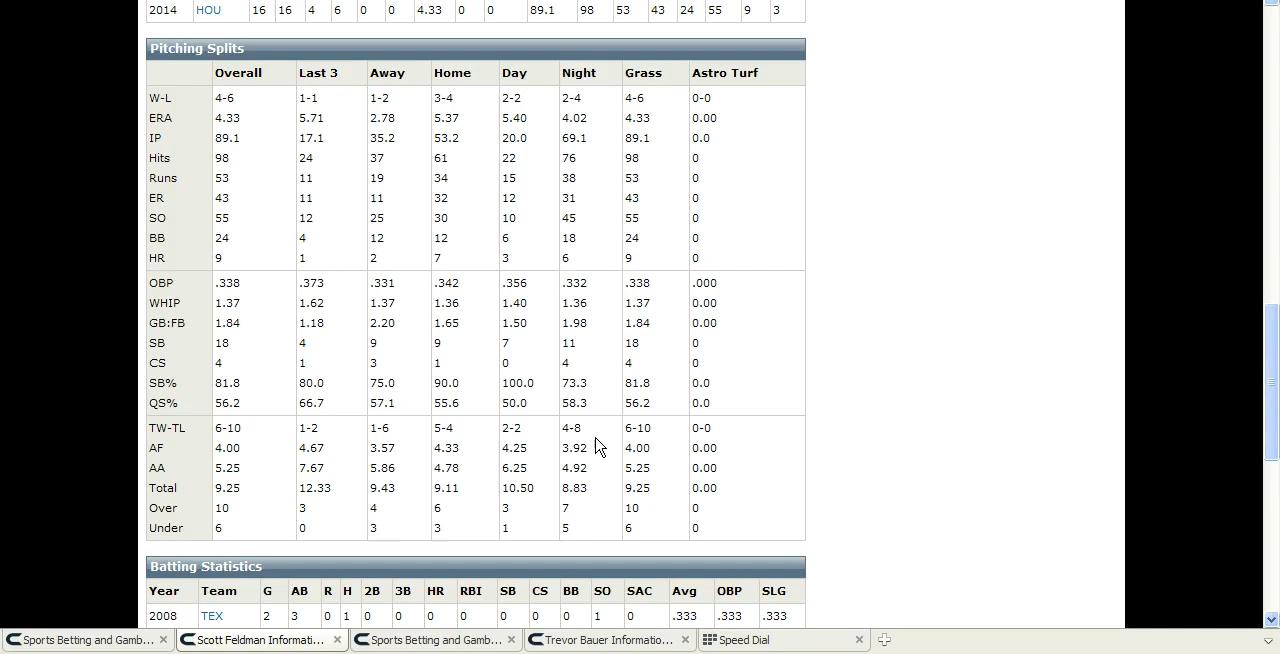 2014 HOU 16 16 4 6 0 0 4.33 0 0 89.1 98 53 43 24 55 9 3
Pitching Splits
Overall Last 3 Away Home Day Night Grass Astro Turf
W-L 4-6 1-1 1-2 3-4 2-2 2-4 4-6 0-0
ERA 4.33 5.71 2.78 5.37 5.40 4.02 4.33 0.00
IP 89.1 17.1 35.2 53.2 20.0 69.1 89.1 0.0
Hits 98 24 37 61 22 76 98 0
Runs 53 11 19 34 15 38 53 0
ER 43 11 11 32 12 31 43 0
SO 55 12 25 30 10 45 55 0
BB 24 4 12 12 6 18 24 0
HR 9 1 2 7 3 6 9 0
OBP .338 .373 .331 .342 .356 .332 .338 .000
WHIP 1.37 1.62 1.37 1.36 1.40 1.36 1.37 0.00
GB:FB 1.84 1.18 2.20 1.65 1.50 1.98 1.84 0.00
SB 18 4 9 9 7 11 18 0
CS 4 1 3 1 0 4 4 0
SB% 81.8 80.0 75.0 90.0 100.0 73.3 81.8 0.0
QS% 56.2 66.7 57.1 55.6 50.0 58.3 56.2 0.0
TW-TL 6-10 1-2 1-6 5-4 2-2 4-8 6-10 0-0
AF 4.00 4.67 3.57 4.33 4.25 3.92 4.00 0.00
AA 5.25 7.67 5.86 4.78 6.25 4.92 5.25 0.00
Total 9.25 12.33 9.43 9.11 10.50 8.83 9.25 0.00
Over 10 3 4 6 3 7 10 0
Under 6 0 3 3 1 5 6 0
Batting Statistics
Year Team G AB R H 2B 3B HR RBI SB CS BB SO SAC Avg OBP SLG
2008 TEX 2 3 0 1 0 0 0 0 0 0 0 1 0 .333 .333 .333
Sports Betting and Gamb... Scott Feldman Informati... Sports Betting and Gamb... Trevor Bauer Informatio... Speed Dial